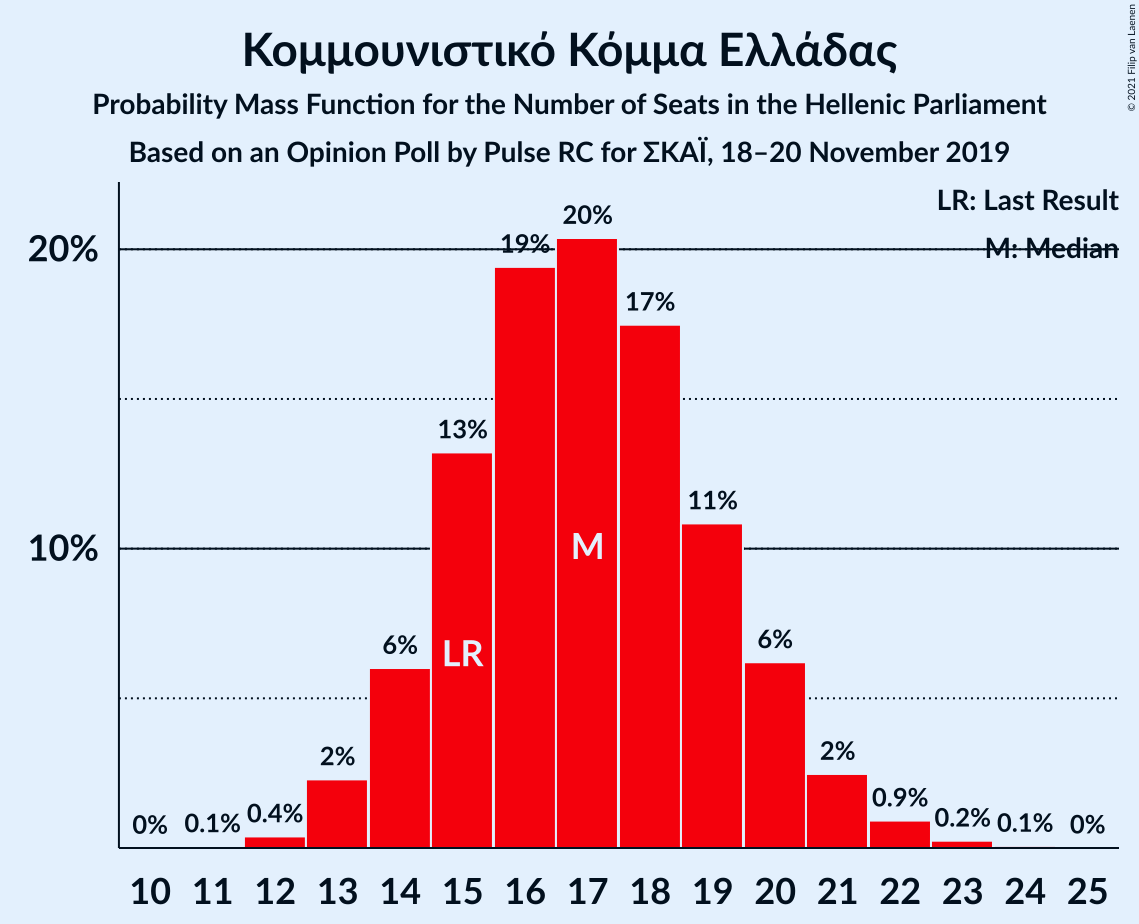 Κομμουνιστικό Κόμμα Ελλάδας
Probability Mass Function for the Number of Seats in the Hellenic Parliament
Based on an Opinion Poll by Pulse RC for ΣΚΑΪ, 18–20 November 2019
© 2021 Filip van Laenen
LR: Last Result
M: Median
20%
10%
0%
0.1%
0.4%
2%
6%
13%
19%
20%
17%
11%
6%
2%
0.9%
0.2%
0.1%
0%
LR
M
10 11 12 13 14 15 16 17 18 19 20 21 22 23 24 25